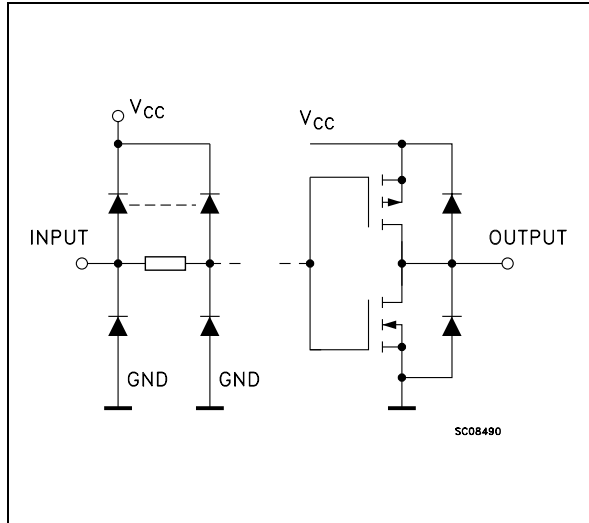 VCC
VCC
INPUT
OUTPUT
GND
GND
SC08490